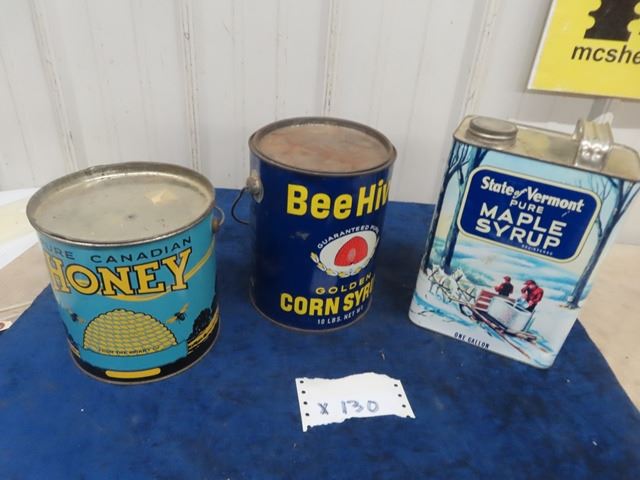 PURE CANADIAN
HONEY
Bee Hiv
GUARANTEED PURE
GOLDEN
CORN SYR
10 LBS. NET
State of Vermont
PURE
MAPLE
SYRUP
ONE GALLON
mcshe
X 130